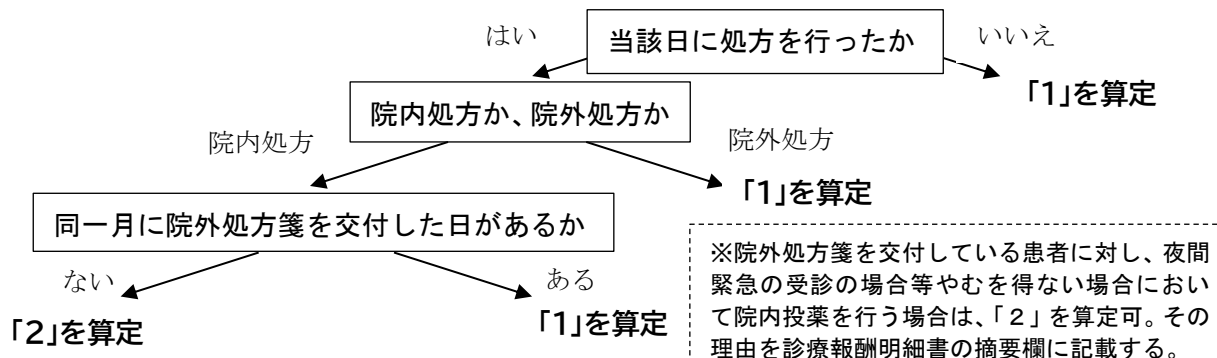 はい
当該日に処方を行ったか
いいえ
「1」を算定
院内処方か、院外処方か
院内処方
院外処方
「1」を算定
同一月に院外処方箋を交付した日があるか
ない
ある
「2」を算定
「1」を算定
※院外処方箋を交付している患者に対し、夜間
緊急の受診の場合等やむを得ない場合におい
て院内投薬を行う場合は、「２」を算定可。その
理由を診療報酬明細書の摘要欄に記載する。